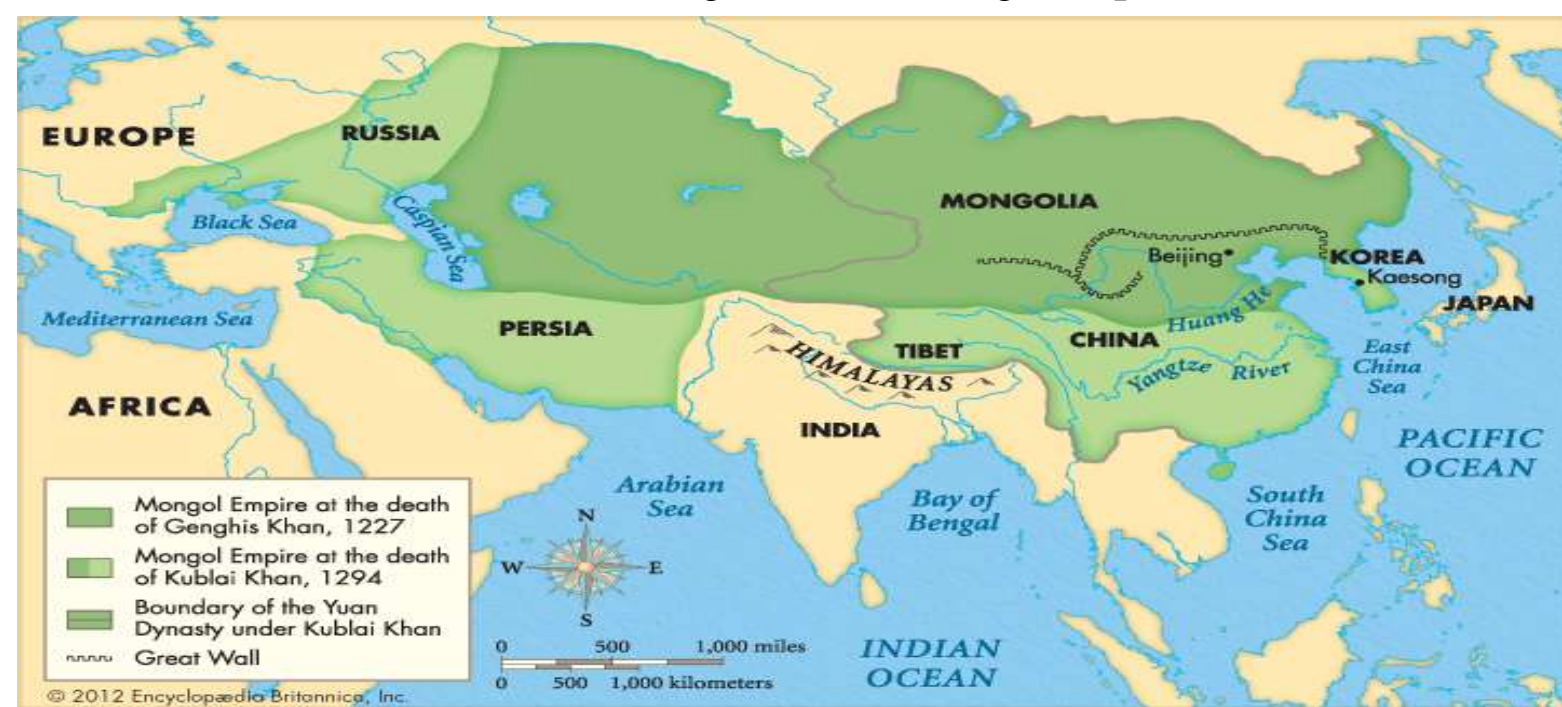 EUROPE
RUSSIA
Black Sea
Caspian Sea
MONGOLIA
Beijing
KOREA
Kaesong
JAPAN
Mediterranean Sea
PERSIA
Huang He
CHINA
TIBET
HIMALAYAS
Yangtze River
East
China
Sea
AFRICA
INDIA
PACIFIC
OCEAN
Arabian
Sea
Bay of
Bengal
South
China
Sea
Mongol Empire at the death
of Genghis Khan, 1227
Mongol Empire at the death
of Kublai Khan, 1294
Boundary of the Yuan
Dynasty under Kublai Khan
Great Wall
N
W E
S
0 500 1,000 miles
0 500 1,000 kilometers
INDIAN
OCEAN
© 2012 Encyclopædia Britannica, Inc.